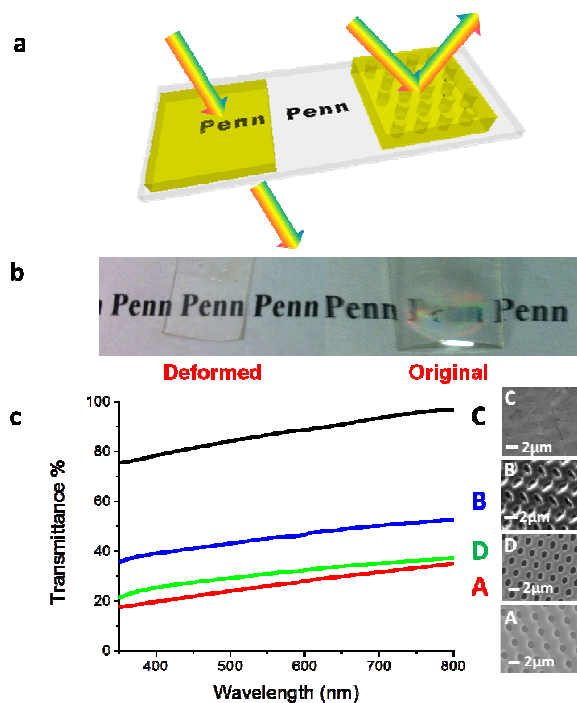 a
Penn Penn
b
n Penn Penn Penn Penn Penn Penn
Deformed Original
c
100
80
60
40
20
0
Transmittance %
400 500 600 700 800
Wavelength (nm)
C
B
D
A
C
2μm
B
2μm
D
2μm
A
2μm